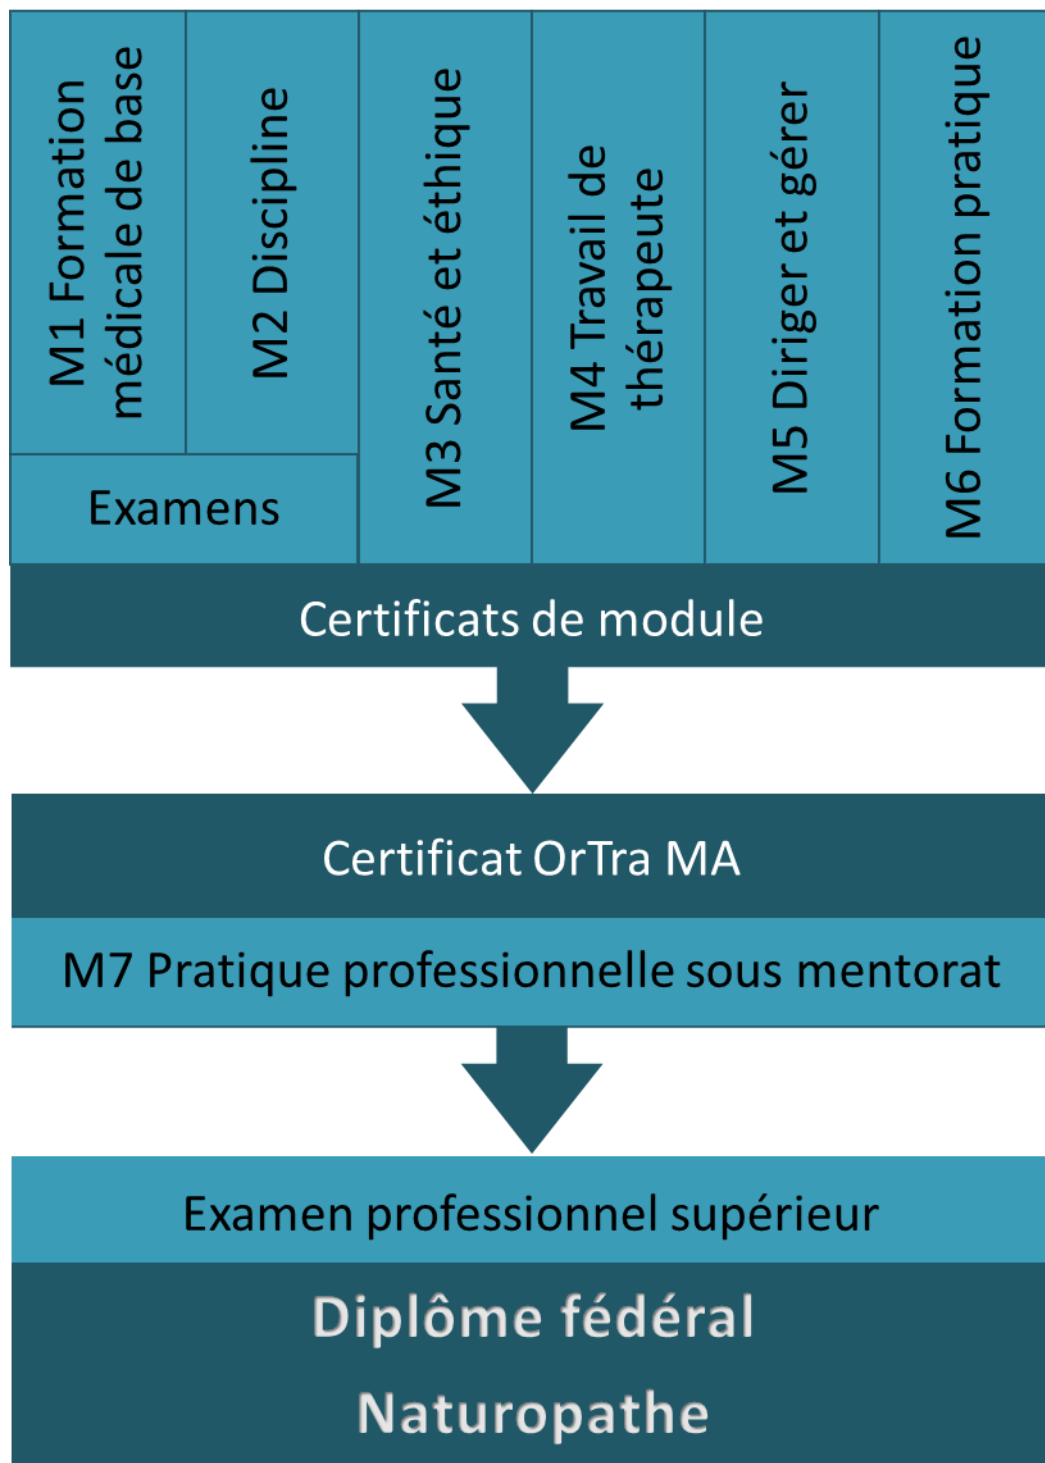 M1 Formation
médicale de base
M2 Discipline
M3 Santé et éthique
M4 Travail de
thérapeute
M5 Diriger et gérer
M6 Formation pratique
Examens
Certificats de module
Certificat OrTra MA
M7 Pratique professionnelle sous mentorat
Examen professionnel supérieur
Diplôme fédéral
Naturopathe